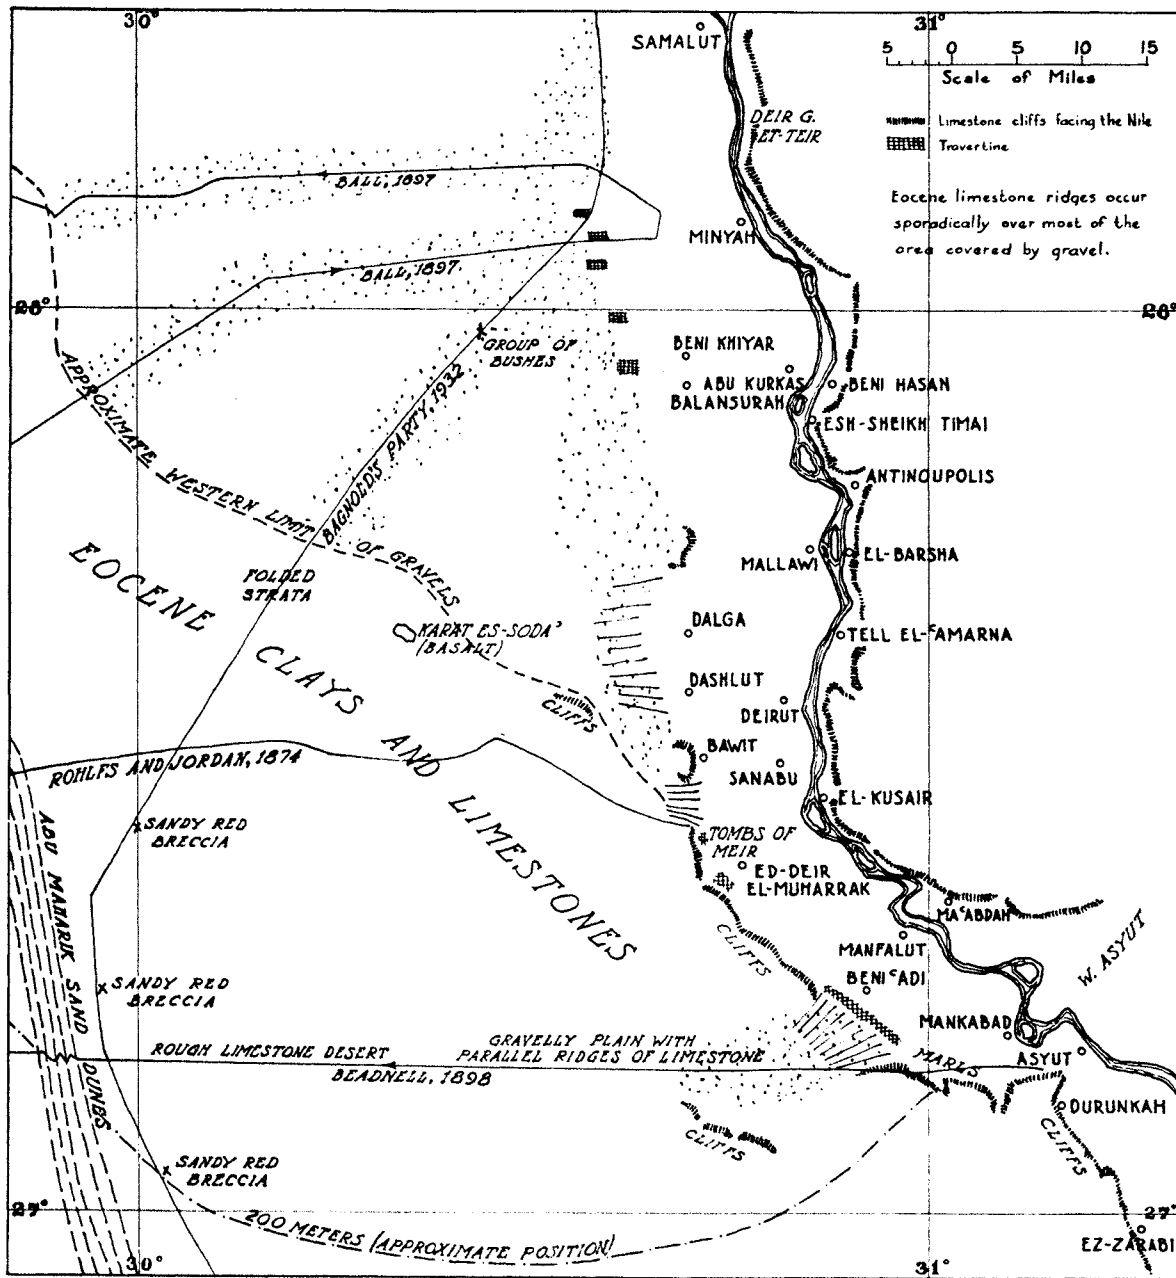 30°
31°
SAMALUT
5 0 5 10 15
Scale of Miles
Limestone cliffs facing the Nile
Travertine
DEIR G.
ET-TEIR
Eocene limestone ridges occur
sporadically over most of the
area covered by gravel.
BALL, 1897
MINYAH
BALL, 1897.
28°
28°
GROUP OF
BUSHES
BENI KHIYAR
ABU KURKAS
BENI HASAN
BALANSURAH
ESH-SHEIKH TIMAI
APPROXIMATE WESTERN LIMIT OF GRAVELS
BAGNOLD'S PARTY, 1932
ANTINOUPOLIS
MALLAWI
EL-BARSHA
FOLDED
STRATA
EOCENE CLAYS AND LIMESTONES
KARAT ES-SODA'
(BASALT)
DALGA
TELL EL-ʿAMARNA
DASHLUT
CLIFFS
DEIRUT
BAWIT
SANABU
ROHLFS AND JORDAN, 1874
EL-KUSAIR
SANDY RED
BRECCIA
TOMBS OF
MEIR
ED-DEIR
EL-MUHARRAK
ABU MAHARIK SAND DUNES
MAʿABDAH
CLIFFS
MANFALUT
W. ASYUT
BENI ʿADI
SANDY RED
BRECCIA
MANKABAD
GRAVELLY PLAIN WITH
PARALLEL RIDGES OF LIMESTONE
ROUGH LIMESTONE DESERT
MARLS
ASYUT
BEADNELL, 1898
DURUNKAH
CLIFFS
CLIFFS
SANDY RED
BRECCIA
27°
27°
200 METERS (APPROXIMATE POSITION)
EZ-ZARABI
30°
31°